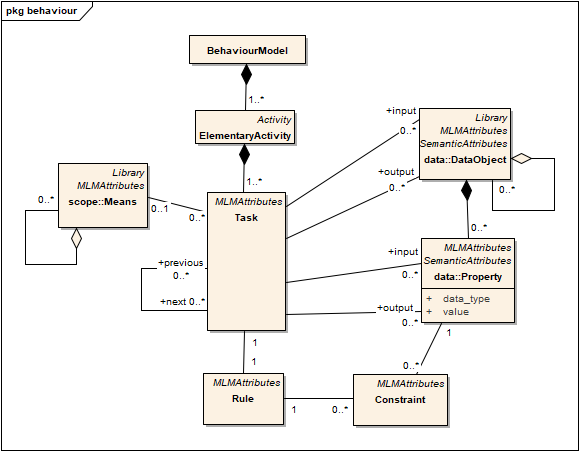 pkg behaviour
BehaviourModel
1..*
Activity
ElementaryActivity
1..*
+input
0..*
Library
MLMAttributes
SemanticAttributes
data::DataObject
+output
0..*
0..*
0..*
Library
MLMAttributes
scope::Means
0..*
0..1
0..*
MLMAttributes
Task
+previous
0..*
+next 0..*
+input
0..*
MLMAttributes
SemanticAttributes
data::Property
+ data_type
+ value
+output
0..*
1
1
1
0..*
MLMAttributes
Rule
1
0..*
MLMAttributes
Constraint